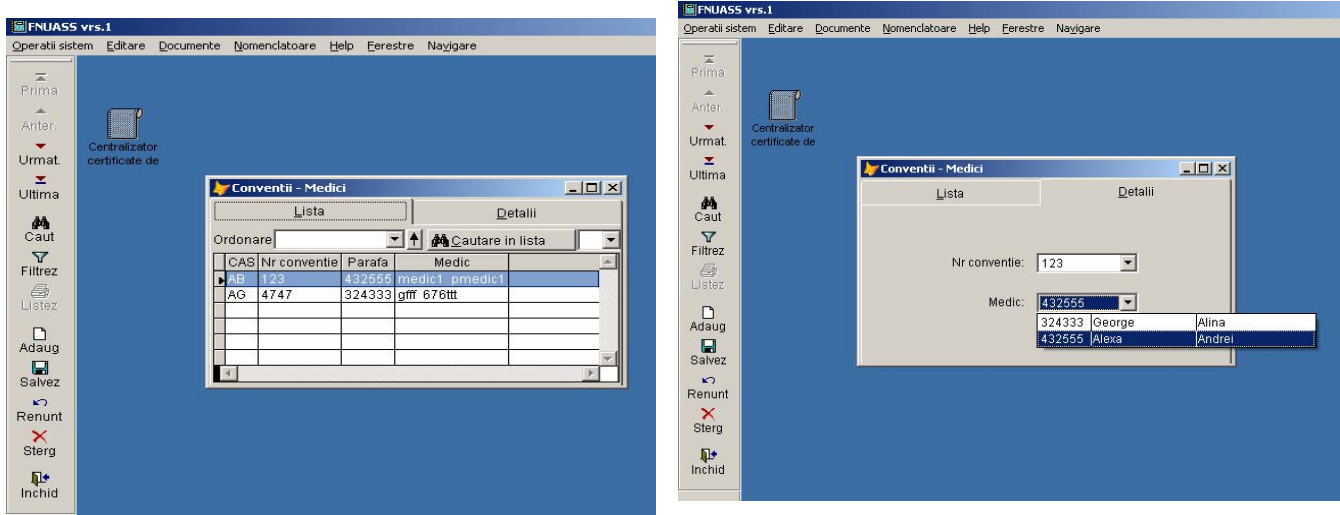 FNUASS vrs.1
Operatii sistem Editare Documente Nomenclatoare Help Ferestre Navigare
Prima
Anter.
Urmat.
Ultima
Caut
Filtrez
Listez
Adaug
Salvez
Renunt
Sterg
Inchid
Centralizator
certificate de
Conventii - Medici
Lista Detalii
Ordonare Cautare in lista
CAS Nr conventie Parafa Medic
AB 123 432555 medic1 pmedic1
AG 4747 324333 gfff 676ttt
FNUASS vrs.1
Operatii sistem Editare Documente Nomenclatoare Help Ferestre Navigare
Prima
Anter.
Urmat.
Ultima
Caut
Filtrez
Listez
Adaug
Salvez
Renunt
Sterg
Inchid
Centralizator
certificate de
Conventii - Medici
Lista Detalii
Nr conventie: 123
Medic: 432555
324333 George Alina
432555 Alexa Andrei